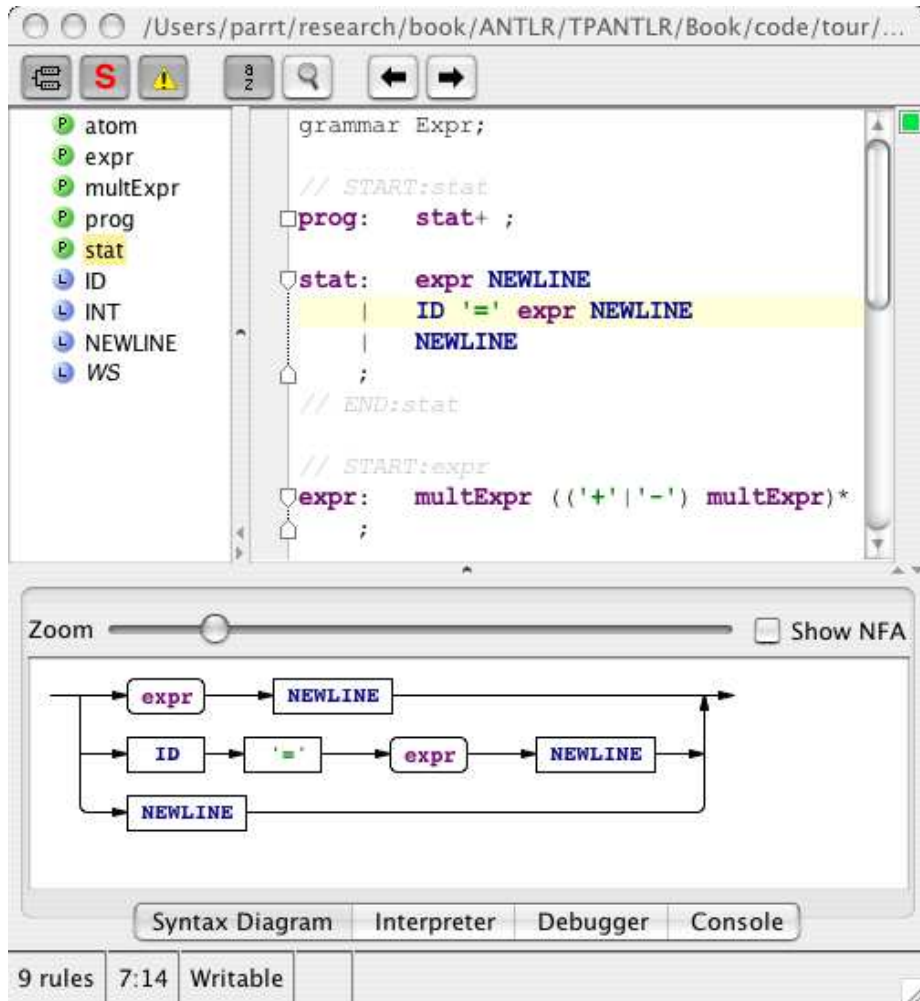 /Users/parrt/research/book/ANTLR/TPANTLR/Book/code/tour/...
S a z
atom
expr
multExpr
prog
stat
ID
INT
NEWLINE
WS
grammar Expr;
// START:stat
prog: stat+ ;
stat: expr NEWLINE
| ID '=' expr NEWLINE
| NEWLINE
;
// END:stat
// START:expr
expr: multExpr (('+'|'-') multExpr)*
;
Zoom Show NFA
expr NEWLINE
ID '=' expr NEWLINE
NEWLINE
Syntax Diagram Interpreter Debugger Console
9 rules 7:14 Writable